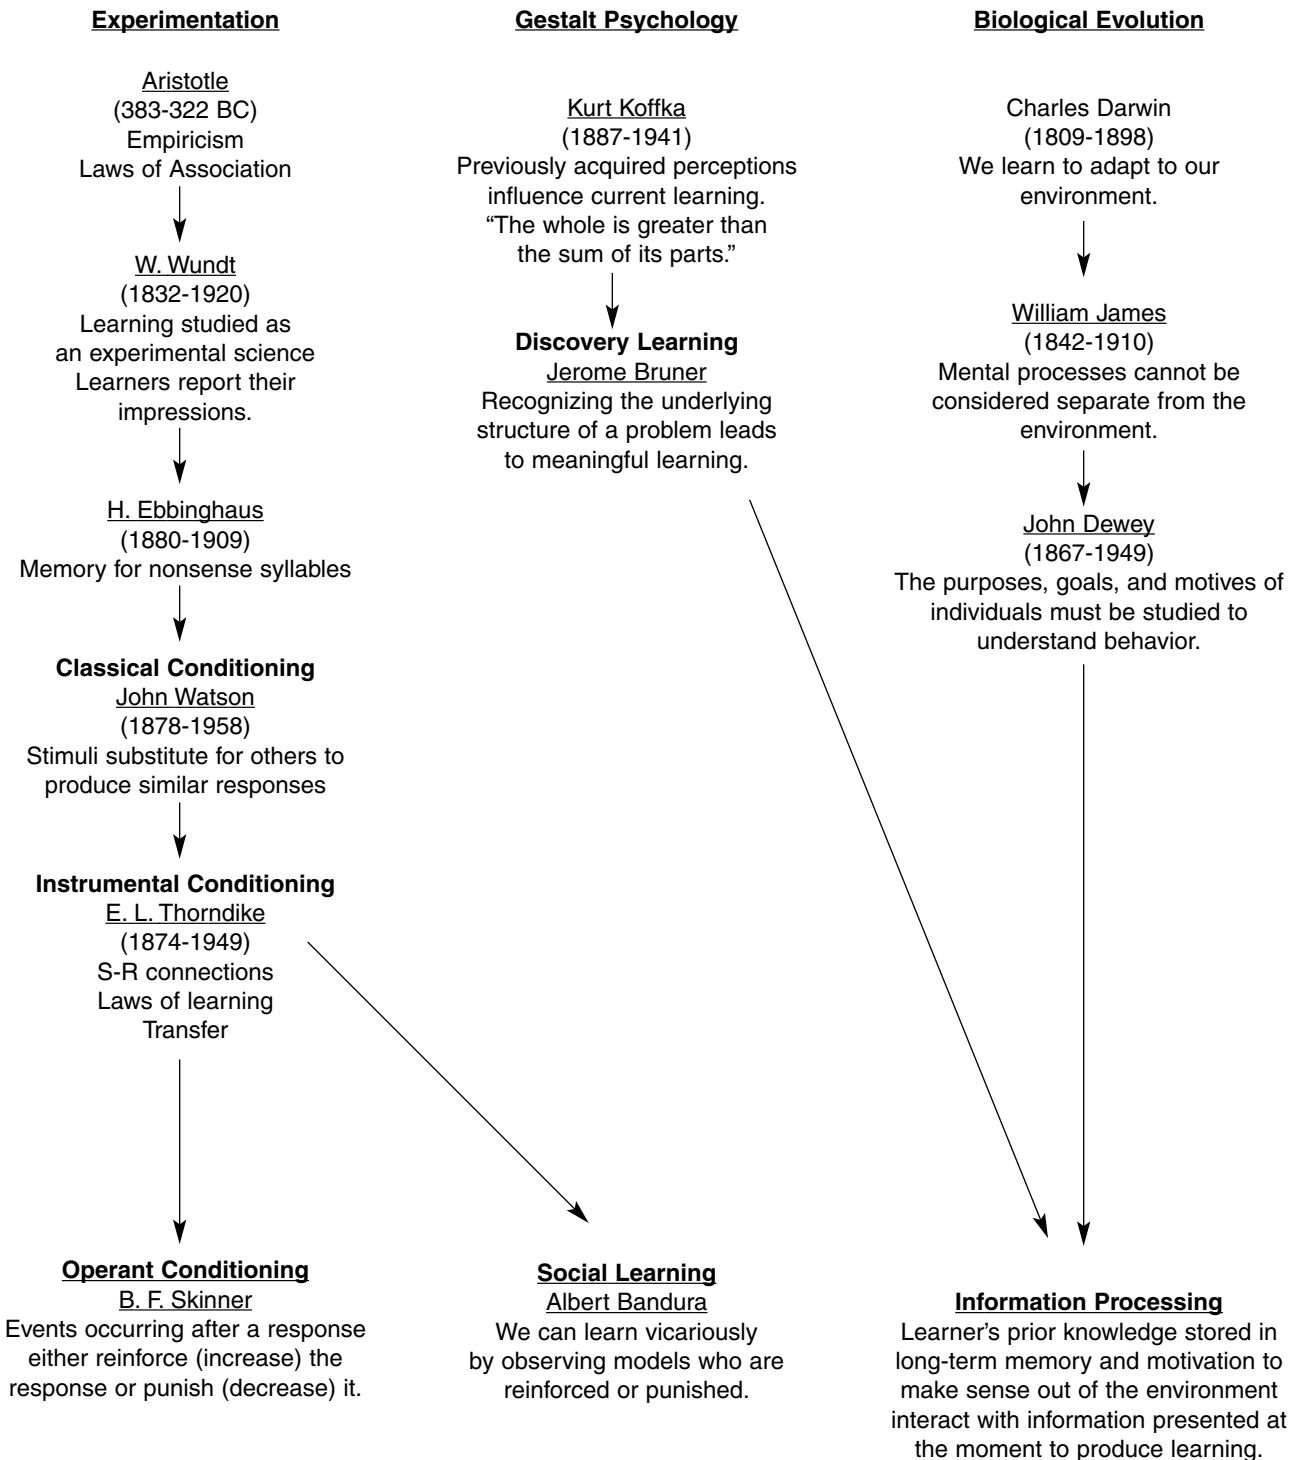 Experimentation
Aristotle
(383-322 BC)
Empiricism
Laws of Association
W. Wundt
(1832-1920)
Learning studied as
an experimental science
Learners report their
impressions.
H. Ebbinghaus
(1880-1909)
Memory for nonsense syllables
Classical Conditioning
John Watson
(1878-1958)
Stimuli substitute for others to
produce similar responses
Instrumental Conditioning
E. L. Thorndike
(1874-1949)
S-R connections
Laws of learning
Transfer
Operant Conditioning
B. F. Skinner
Events occurring after a response
either reinforce (increase) the
response or punish (decrease) it.
Gestalt Psychology
Kurt Koffka
(1887-1941)
Previously acquired perceptions
influence current learning.
“The whole is greater than
the sum of its parts.”
Discovery Learning
Jerome Bruner
Recognizing the underlying
structure of a problem leads
to meaningful learning.
Social Learning
Albert Bandura
We can learn vicariously
by observing models who are
reinforced or punished.
Biological Evolution
Charles Darwin
(1809-1898)
We learn to adapt to our
environment.
William James
(1842-1910)
Mental processes cannot be
considered separate from the
environment.
John Dewey
(1867-1949)
The purposes, goals, and motives of
individuals must be studied to
understand behavior.
Information Processing
Learner’s prior knowledge stored in
long-term memory and motivation to
make sense out of the environment
interact with information presented at
the moment to produce learning.